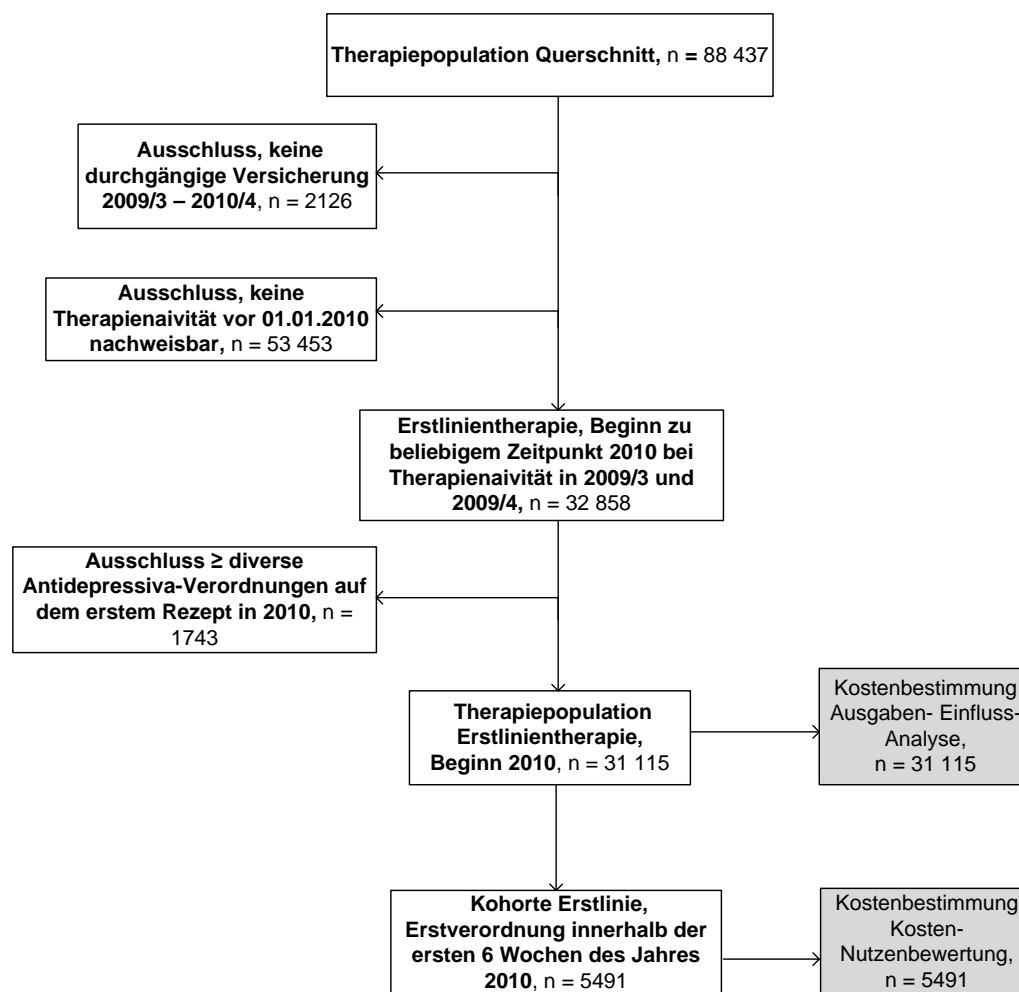 Therapiepopulation Querschnitt, n = 88 437
Ausschluss, keine
durchgängige Versicherung
2009/3 – 2010/4, n = 2126
Ausschluss, keine
Therapienaivität vor 01.01.2010
nachweisbar, n = 53 453
Erstlinientherapie, Beginn zu
beliebigem Zeitpunkt 2010 bei
Therapienaivität in 2009/3 und
2009/4, n = 32 858
Ausschluss ≥ diverse
Antidepressiva-Verordnungen auf
dem erstem Rezept in 2010, n =
1743
Therapiepopulation
Erstlinientherapie,
Beginn 2010, n = 31 115
Kostenbestimmung
Ausgaben- Einfluss-
Analyse,
n = 31 115
Kohorte Erstlinie,
Erstverordnung innerhalb der
ersten 6 Wochen des Jahres
2010, n = 5491
Kostenbestimmung
Kosten-
Nutzenbewertung,
n = 5491